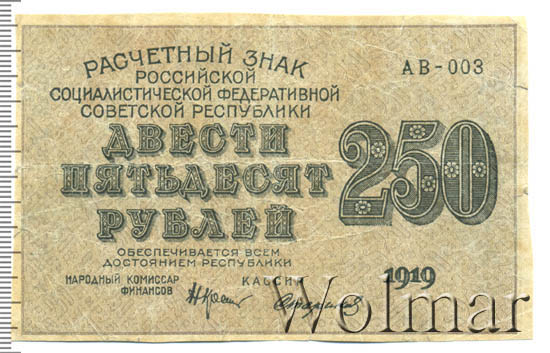 РАСЧЕТНЫЙ ЗНАК
АВ-003
РОССИЙСКОЙ
СОЦИАЛИСТИЧЕСКОЙ ФЕДЕРАТИВНОЙ
СОВЕТСКОЙ РЕСПУБЛИКИ
ДВЕСТИ
ПЯТЬДЕСЯТ
РУБЛЕЙ
250
ОБЕСПЕЧИВАЕТСЯ ВСЕМ
ДОСТОЯНИЕМ РЕСПУБЛИКИ
НАРОДНЫЙ КОМИССАР
ФИНАНСОВ
КАССИР
1919
Wolmar